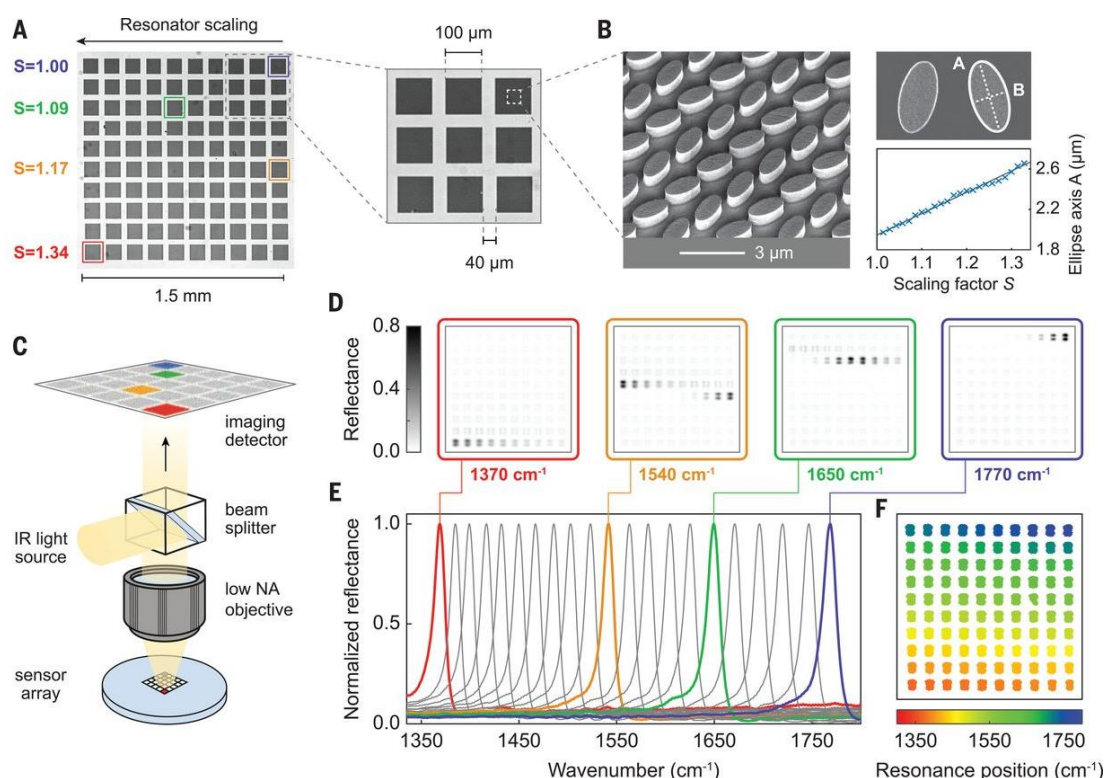 A
Resonator scaling
S=1.00
S=1.09
S=1.17
S=1.34
1.5 mm
100 µm
40 µm
B
3 µm
A
B
2.6
2.2
1.8
Ellipse axis A (µm)
1.0 1.1 1.2 1.3
Scaling factor S
C
imaging
detector
beam
splitter
IR light
source
low NA
objective
sensor
array
D
0.8
0.4
0.0
Reflectance
1370 cm⁻¹
1540 cm⁻¹
1650 cm⁻¹
1770 cm⁻¹
E
1.0
0.5
0.0
Normalized reflectance
1350 1450 1550 1650 1750
Wavenumber (cm⁻¹)
F
1350 1550 1750
Resonance position (cm⁻¹)